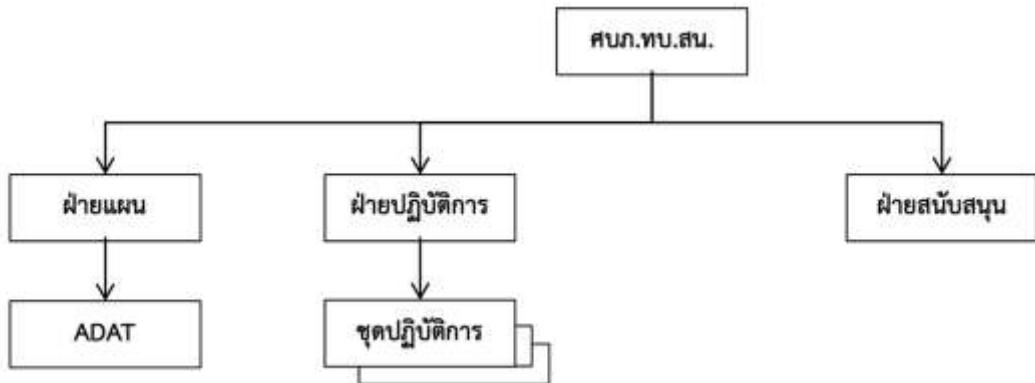 ศบภ.ทบ.สน.
ฝ่ายแผน
ฝ่ายปฏิบัติการ
ฝ่ายสนับสนุน
ADAT
ชุดปฏิบัติการ